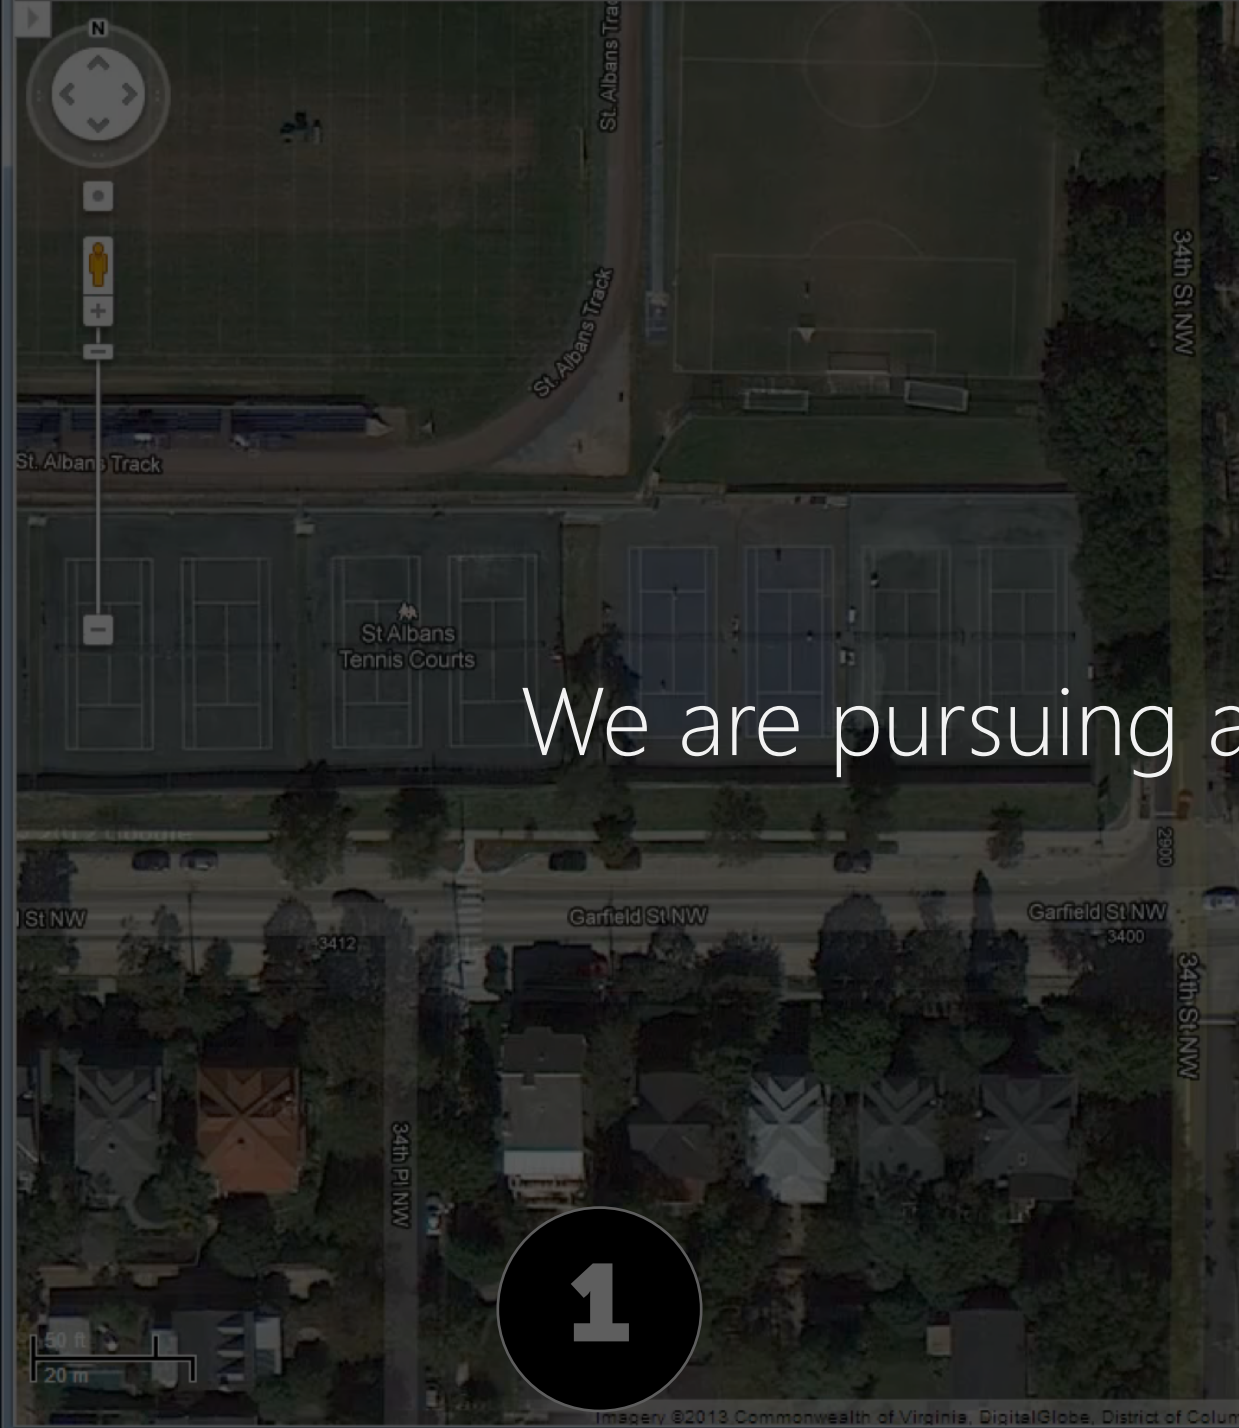 N
St. Albans Trac
34th St NW
St. Albans Track
St. Albans Track
St Albans
Tennis Courts
We are pursuing a
2900
l St NW
Garfield St NW
Garfield St NW
3412
3400
34th St NW
34th Pl NW
1
50 ft
20 m
Imagery ©2013 Commonwealth of Virginia, DigitalGlobe, District of Colum